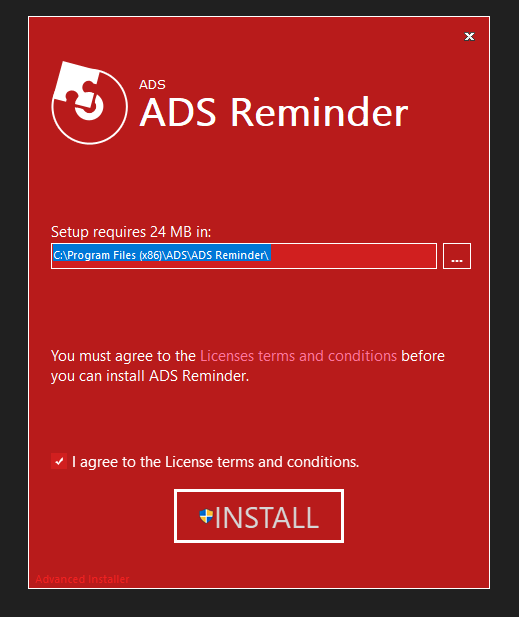 ADS
ADS Reminder
Setup requires 24 MB in:
C:\Program Files (x86)\ADS\ADS Reminder\
...
You must agree to the Licenses terms and conditions before
you can install ADS Reminder.
I agree to the License terms and conditions.
INSTALL
Advanced Installer